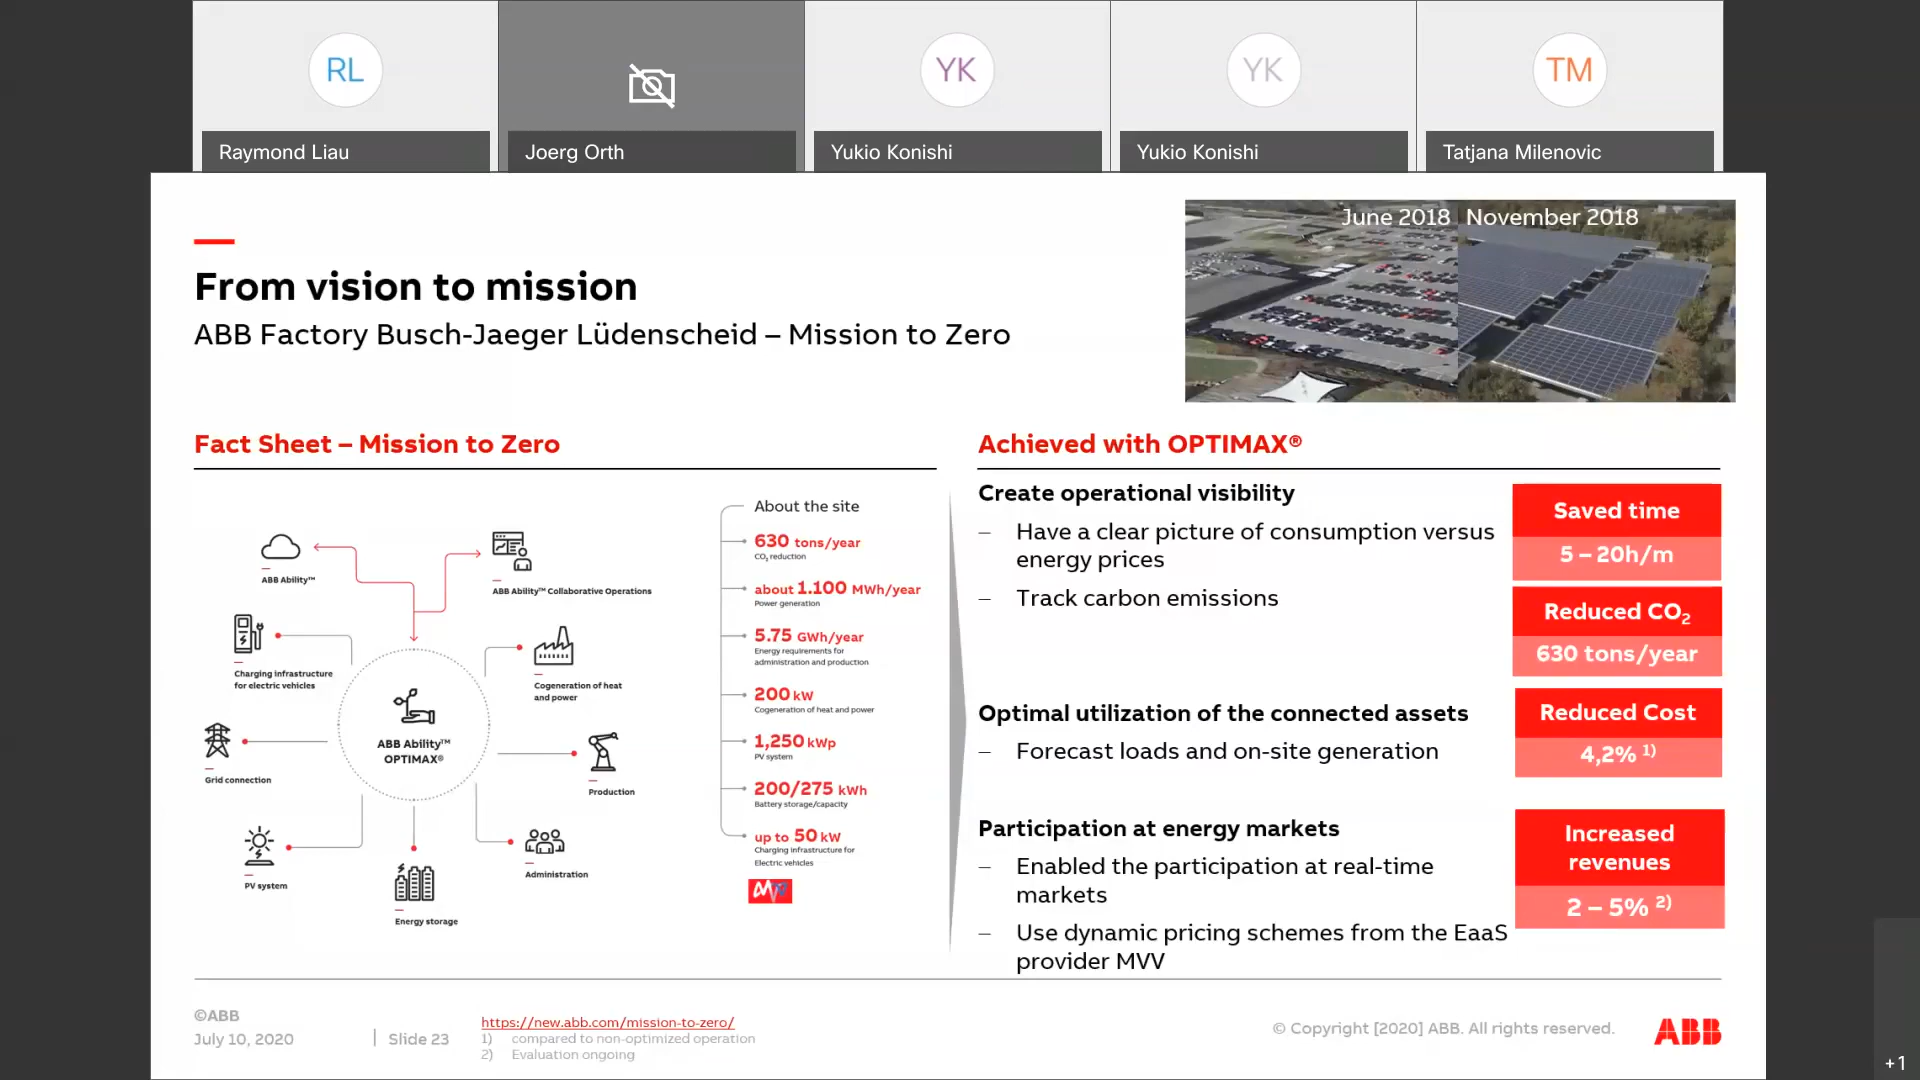 RL
YK
YK
TM
Raymond Liau
Joerg Orth
Yukio Konishi
Yukio Konishi
Tatjana Milenovic
June 2018
November 2018
From vision to mission
ABB Factory Busch-Jaeger Lüdenscheid – Mission to Zero
Fact Sheet – Mission to Zero
ABB Ability™
ABB Ability™ Collaborative Operations
Charging infrastructure
for electric vehicles
Cogeneration of heat
and power
ABB Ability™
OPTIMAX®
Grid connection
Production
PV system
Administration
Energy storage
About the site
630 tons/year
CO₂ reduction
about 1.100 MWh/year
Power generation
5.75 GWh/year
Energy requirements for
administration and production
200 kW
Cogeneration of heat and power
1,250 kWp
PV system
200/275 kWh
Battery storage/capacity
up to 50 kW
Charging infrastructure for
Electric vehicles
MVV
Achieved with OPTIMAX®
Create operational visibility
– Have a clear picture of consumption versus
energy prices
– Track carbon emissions
Optimal utilization of the connected assets
– Forecast loads and on-site generation
Participation at energy markets
– Enabled the participation at real-time
markets
– Use dynamic pricing schemes from the EaaS
provider MVV
Saved time
5 – 20h/m
Reduced CO₂
630 tons/year
Reduced Cost
4,2% 1)
Increased
revenues
2 – 5% 2)
©ABB
July 10, 2020
Slide 23
https://new.abb.com/mission-to-zero/
1) compared to non-optimized operation
2) Evaluation ongoing
© Copyright [2020] ABB. All rights reserved.
ABB
+1